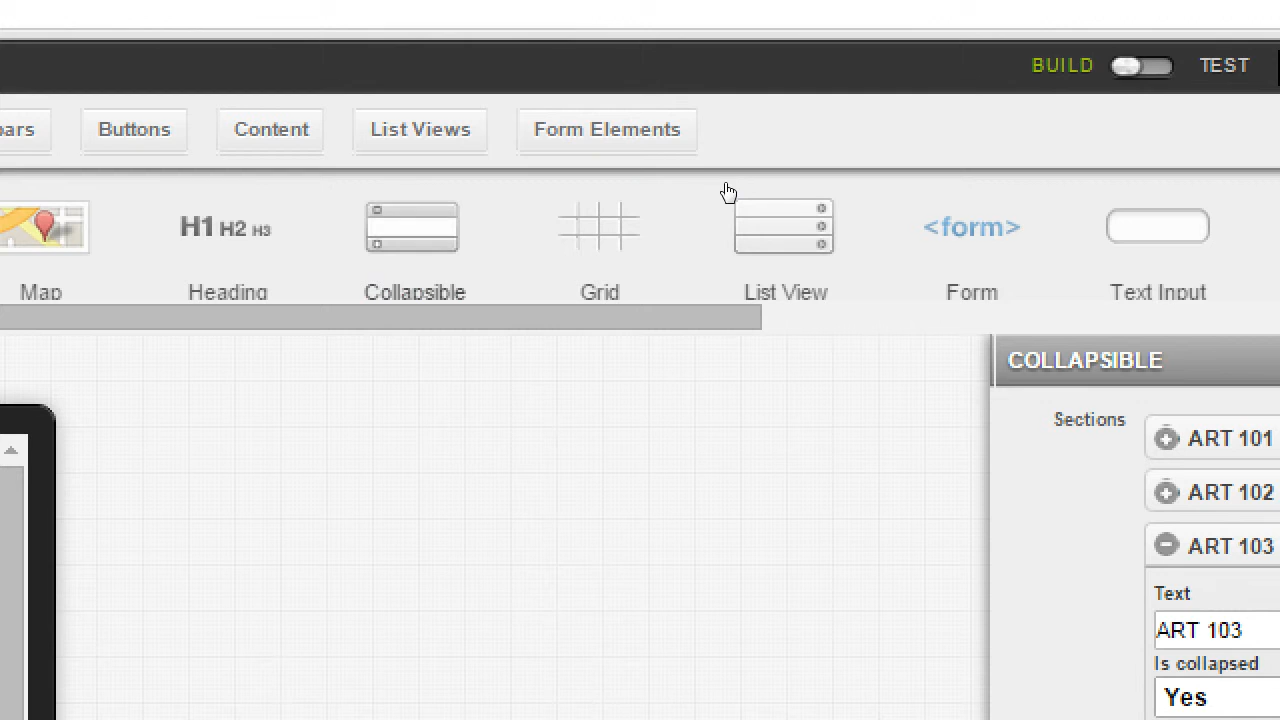 BUILD TEST
bars Buttons Content List Views Form Elements
H1 H2 H3 <form>
Map Heading Collapsible Grid List View Form Text Input
COLLAPSIBLE
Sections
ART 101
ART 102
ART 103
Text
ART 103
Is collapsed
Yes